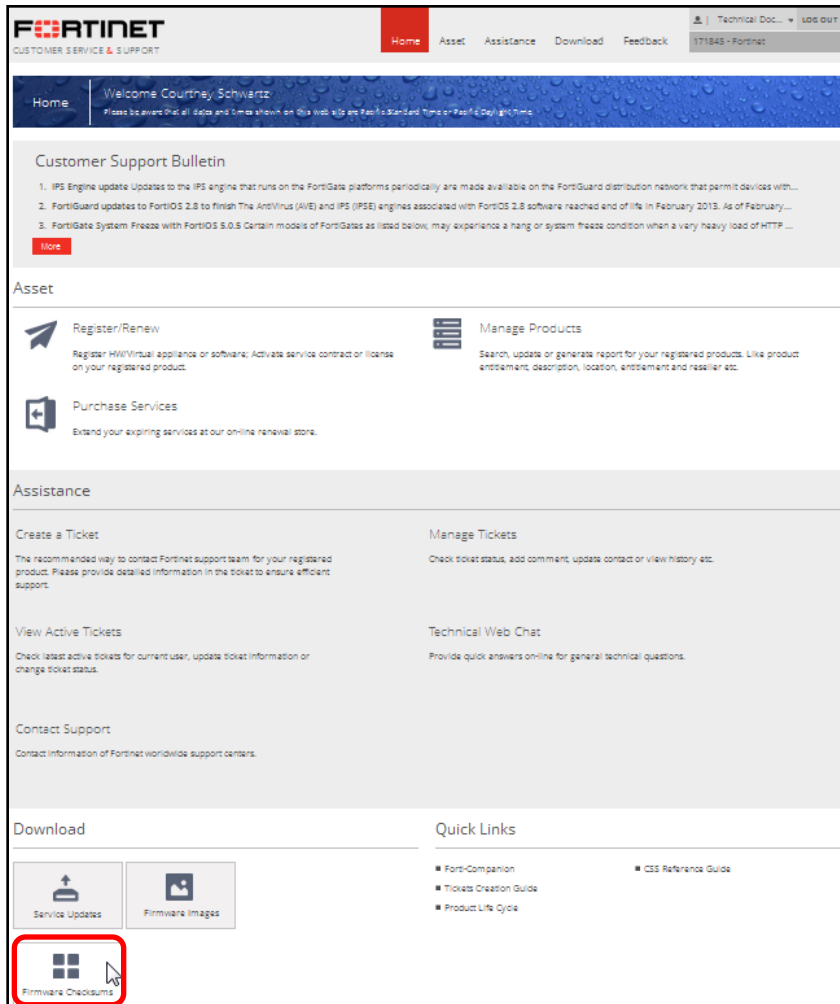 FORTINET
CUSTOMER SERVICE & SUPPORT
Home Asset Assistance Download Feedback
Technical Doc... LOG OUT
171845 - Fortinet
Home
Welcome Courtney Schwartz
Please be aware that all dates and times shown on this web site are Pacific Standard Time or Pacific Daylight Time.
Customer Support Bulletin
1. IPS Engine update Updates to the IPS engine that runs on the FortiGate platforms periodically are made available on the FortiGuard distribution network that permit devices with...
2. FortiGuard updates to FortiOS 2.8 to finish The AntiVirus (AVE) and IPS (IPSE) engines associated with FortiOS 2.8 software reached end of life in February 2013. As of February...
3. FortiGate System Freeze with FortiOS 5.0.5 Certain models of FortiGates as listed below, may experience a hang or system freeze condition when a very heavy load of HTTP ...
More
Asset
Register/Renew
Register HW/Virtual appliance or software; Activate service contract or license
on your registered product.
Manage Products
Search, update or generate report for your registered products. Like product
entitlement, description, location, entitlement and reseller etc.
Purchase Services
Extend your expiring services at our on-line renewal store.
Assistance
Create a Ticket
The recommended way to contact Fortinet support team for your registered
product. Please provide detailed information in the ticket to ensure efficient
support.
Manage Tickets
Check ticket status, add comment, update contact or view history etc.
View Active Tickets
Check latest active tickets for current user, update ticket information or
change ticket status.
Technical Web Chat
Provide quick answers on-line for general technical questions.
Contact Support
Contact information of Fortinet worldwide support centers.
Download
Service Updates
Firmware Images
Firmware Checksums
Quick Links
Forti-Companion
Tickets Creation Guide
Product Life Cycle
CSS Reference Guide